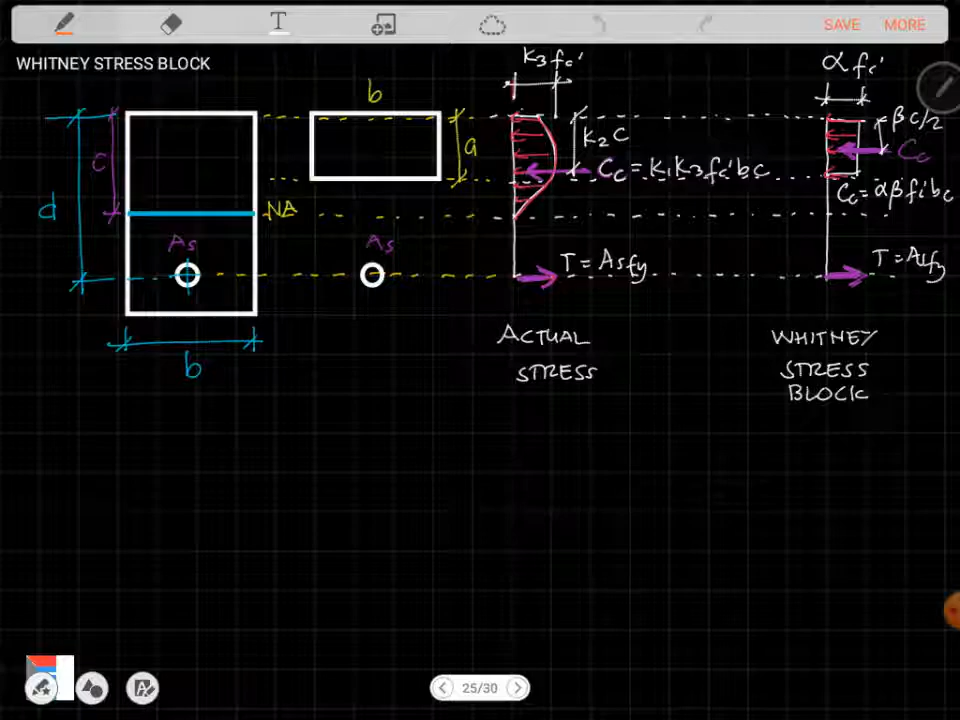 T
SAVE MORE
WHITNEY STRESS BLOCK
K3fc'
αfc'
b
c
a
K2C
βc/2
Cc
Cc = K1K3fc'bc
Cc = αβfc'bc
d
NA
As
As
T = Asfy
T = Asfy
b
ACTUAL
STRESS
WHITNEY
STRESS
BLOCK
25/30